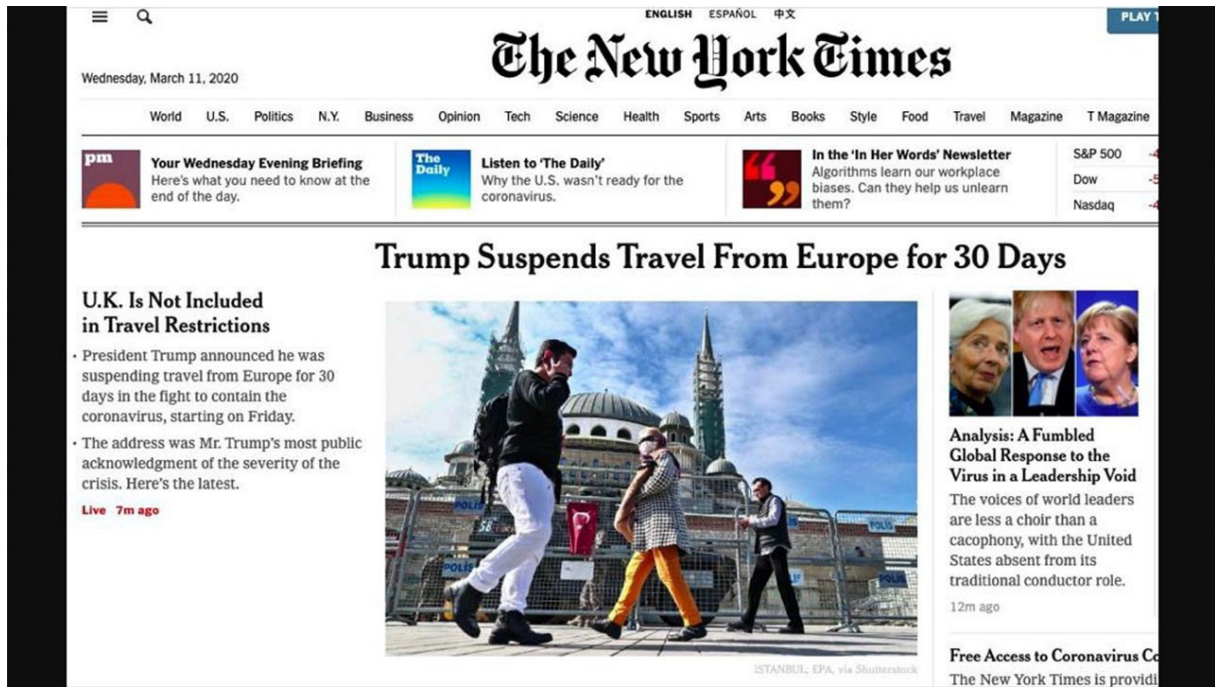 ENGLISH ESPAÑOL 中文
PLAY
The New York Times
Wednesday, March 11, 2020
World U.S. Politics N.Y. Business Opinion Tech Science Health Sports Arts Books Style Food Travel Magazine T Magazine
pm
Your Wednesday Evening Briefing
Here's what you need to know at the
end of the day.
The
Daily
Listen to 'The Daily'
Why the U.S. wasn't ready for the
coronavirus.
In the 'In Her Words' Newsletter
Algorithms learn our workplace
biases. Can they help us unlearn
them?
S&P 500
Dow
Nasdaq
Trump Suspends Travel From Europe for 30 Days
U.K. Is Not Included
in Travel Restrictions
• President Trump announced he was
suspending travel from Europe for 30
days in the fight to contain the
coronavirus, starting on Friday.
• The address was Mr. Trump's most public
acknowledgment of the severity of the
crisis. Here's the latest.
Live 7m ago
POLİS
POLİS
POLİS
POLİS
ISTANBUL; EPA, via Shutterstock
Analysis: A Fumbled
Global Response to the
Virus in a Leadership Void
The voices of world leaders
are less a choir than a
cacophony, with the United
States absent from its
traditional conductor role.
12m ago
Free Access to Coronavirus
The New York Times is